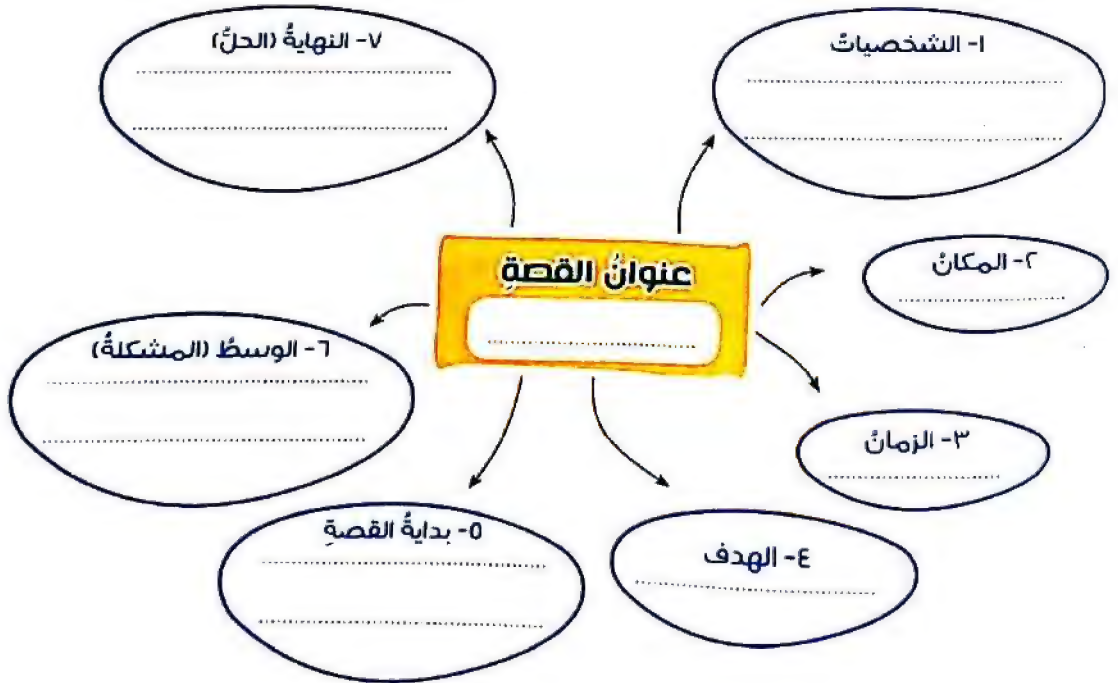 عنوانُ القصةِ
١- الشخصياتُ
٢- المكانُ
٣- الزمانُ
٤- الهدف
٥- بدايةُ القصةِ
٦- الوسطُ (المشكلةُ)
٧- النهايةُ (الحلُّ)